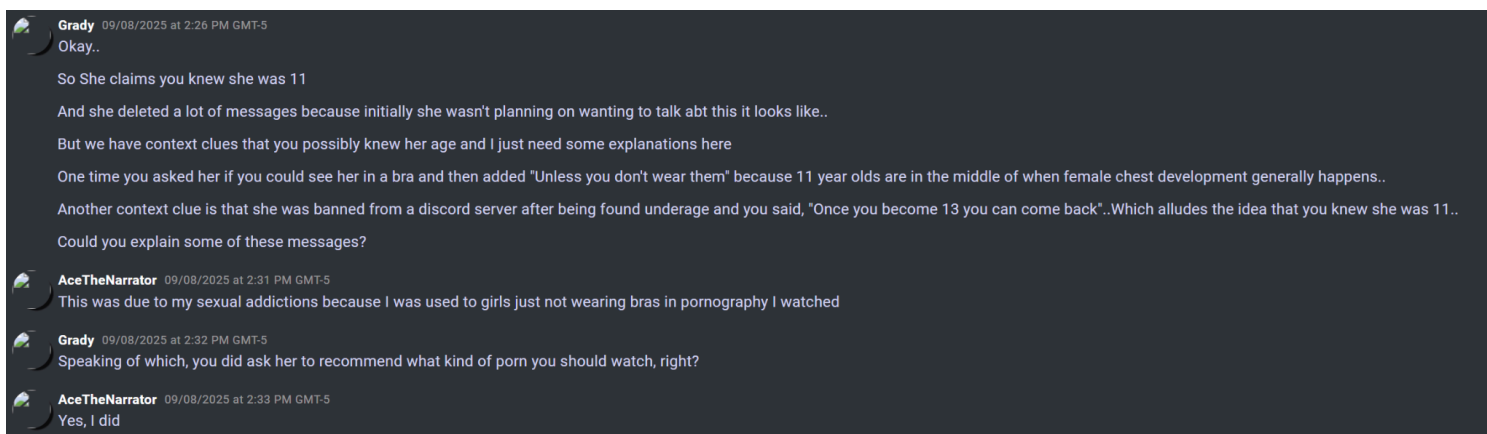 Grady 09/08/2025 at 2:26 PM GMT-5
Okay..
So She claims you knew she was 11
And she deleted a lot of messages because initially she wasn't planning on wanting to talk abt this it looks like..
But we have context clues that you possibly knew her age and I just need some explanations here
One time you asked her if you could see her in a bra and then added "Unless you don't wear them" because 11 year olds are in the middle of when female chest development generally happens..
Another context clue is that she was banned from a discord server after being found underage and you said, "Once you become 13 you can come back"..Which alludes the idea that you knew she was 11..
Could you explain some of these messages?
AceTheNarrator 09/08/2025 at 2:31 PM GMT-5
This was due to my sexual addictions because I was used to girls just not wearing bras in pornography I watched
Grady 09/08/2025 at 2:32 PM GMT-5
Speaking of which, you did ask her to recommend what kind of porn you should watch, right?
AceTheNarrator 09/08/2025 at 2:33 PM GMT-5
Yes, I did